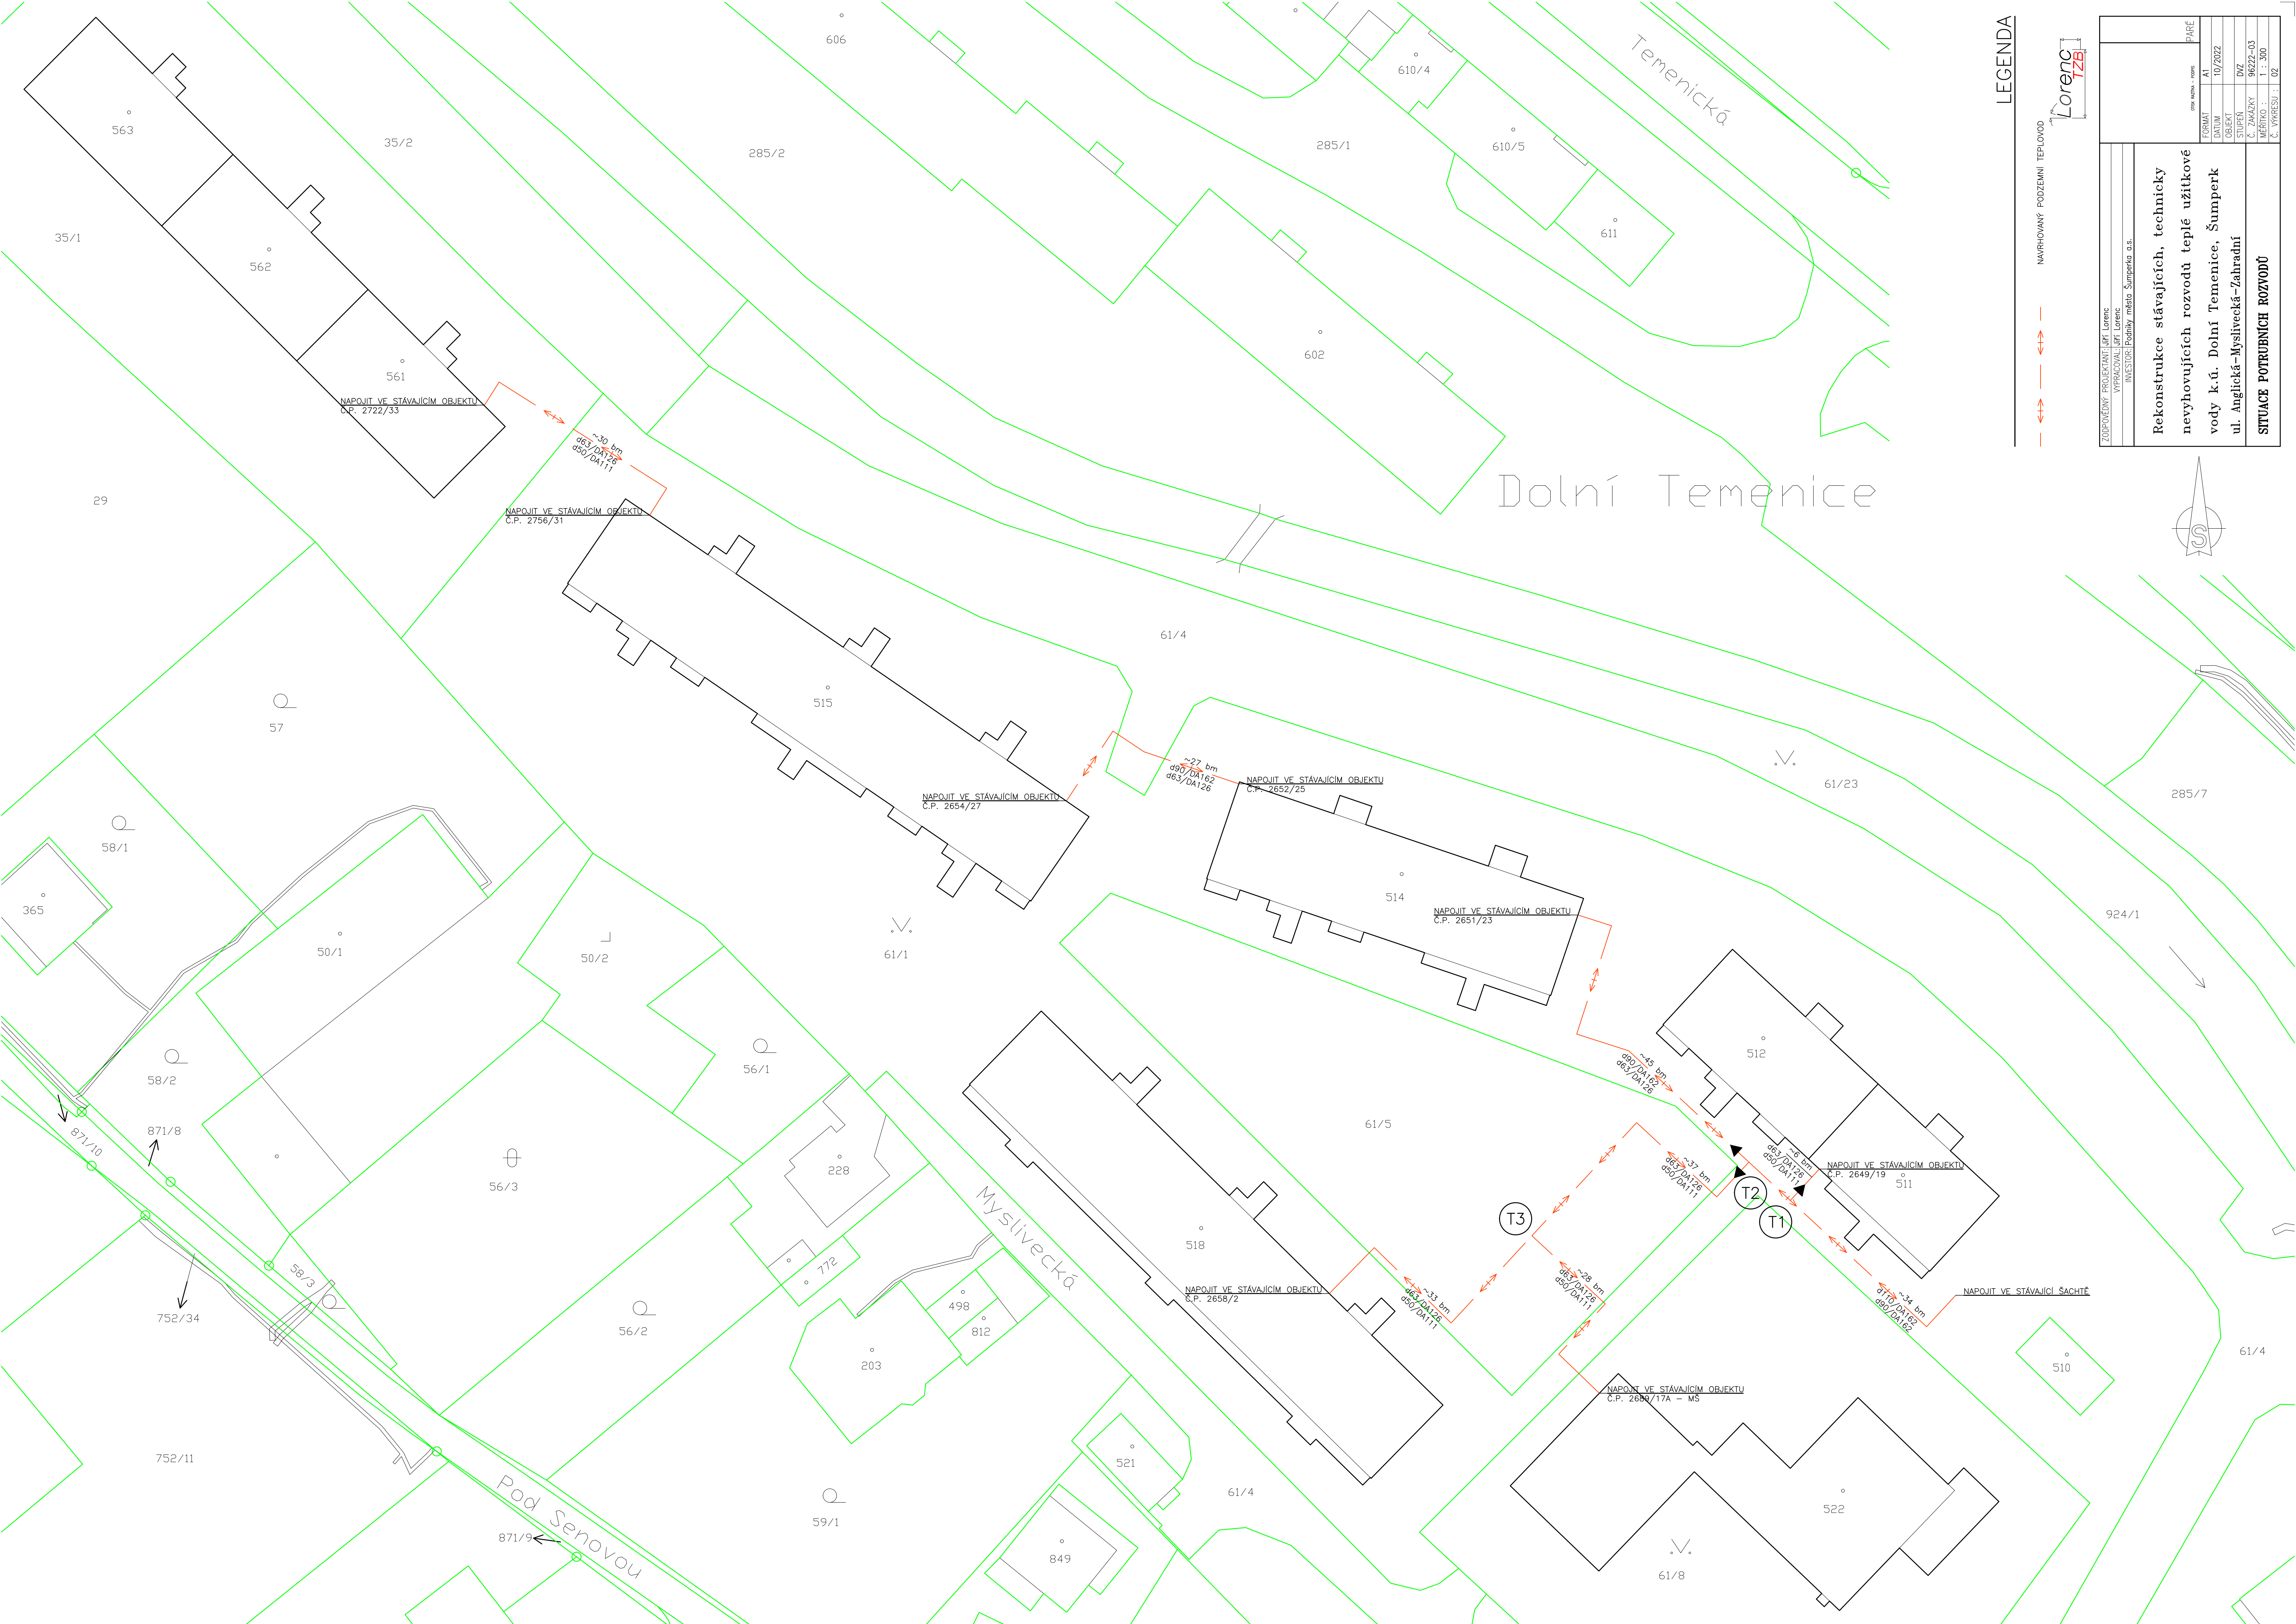 606
610/4
Temenická
563
35/2
285/2
285/1
610/5
35/1
562
611
602
561
NAPOJIT VE STÁVAJÍCÍM OBJEKTU
Č.P. 2722/33
~30 bm
d63/DA126
d50/DA111
29
NAPOJIT VE STÁVAJÍCÍM OBJEKTU
Č.P. 2756/31
Dolní Temenice
61/4
57
515
~27 bm
d90/DA162
d63/DA126
NAPOJIT VE STÁVAJÍCÍM OBJEKTU
Č.P. 2652/25
61/23
285/7
NAPOJIT VE STÁVAJÍCÍM OBJEKTU
Č.P. 2654/27
58/1
365
514
NAPOJIT VE STÁVAJÍCÍM OBJEKTU
Č.P. 2651/23
924/1
50/1
50/2
61/1
512
56/1
~45 bm
d90/DA162
d63/DA126
58/2
871/10
871/8
61/5
56/3
228
~37 bm
d63/DA126
d50/DA111
~6 bm
d63/DA126
d50/DA111
NAPOJIT VE STÁVAJÍCÍM OBJEKTU
Č.P. 2649/19
511
T2
T1
T3
Myslivecká
518
772
58/3
498
812
203
752/34
56/2
NAPOJIT VE STÁVAJÍCÍM OBJEKTU
Č.P. 2658/2
~33 bm
d63/DA126
d50/DA111
~28 bm
d63/DA126
d50/DA111
~34 bm
d110/DA162
d90/DA162
NAPOJIT VE STÁVAJÍCÍ ŠACHTĚ
510
61/4
NAPOJIT VE STÁVAJÍCÍM OBJEKTU
Č.P. 2689/17A – MŠ
752/11
521
61/4
522
Pod Senovou
59/1
871/9
849
61/8
LEGENDA
NAVRHOVANÝ PODZEMNÍ TEPLOVOD
Lorenc
TZB
ZODPOVĚDNÝ PROJEKTANT: Jiří Lorenc
VYPRACOVAL: Jiří Lorenc
INVESTOR: Podniky města Šumperka a.s.
Rekonstrukce stávajících, technicky
nevyhovujících rozvodů teplé užitkové
vody k.ú. Dolní Temenice, Šumperk
ul. Anglická-Myslivecká-Zahradní
SITUACE POTRUBNÍCH ROZVODŮ
PARÉ
FORMÁT A1
DATUM 10/2022
OBJEKT
STUPEŇ DVZ
Č. ZAKÁZKY 96222-03
MĚŘÍTKO : 1 : 300
Č. VÝKRESU : 02
S